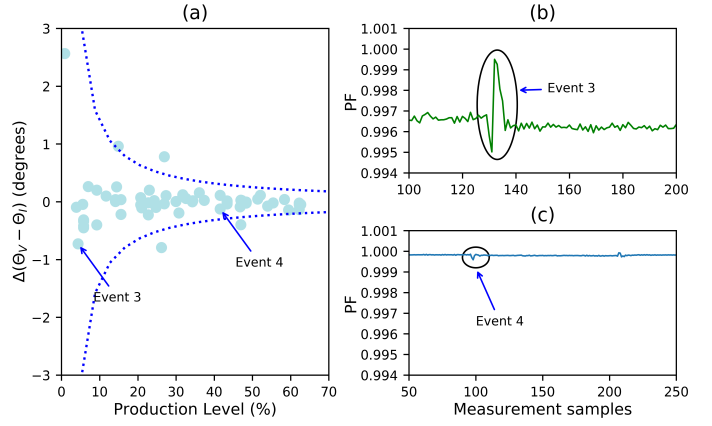 (a)
3
2
1
0
−1
−2
−3
Δ(Θ_V − Θ_I)) (degrees)
Event 4
Event 3
0 10 20 30 40 50 60 70
Production Level (%)
(b)
1.001
1.000
0.999
0.998
0.997
0.996
0.995
0.994
PF
Event 3
100 120 140 160 180 200
(c)
1.001
1.000
0.999
0.998
0.997
0.996
0.995
0.994
PF
Event 4
50 100 150 200 250
Measurement samples